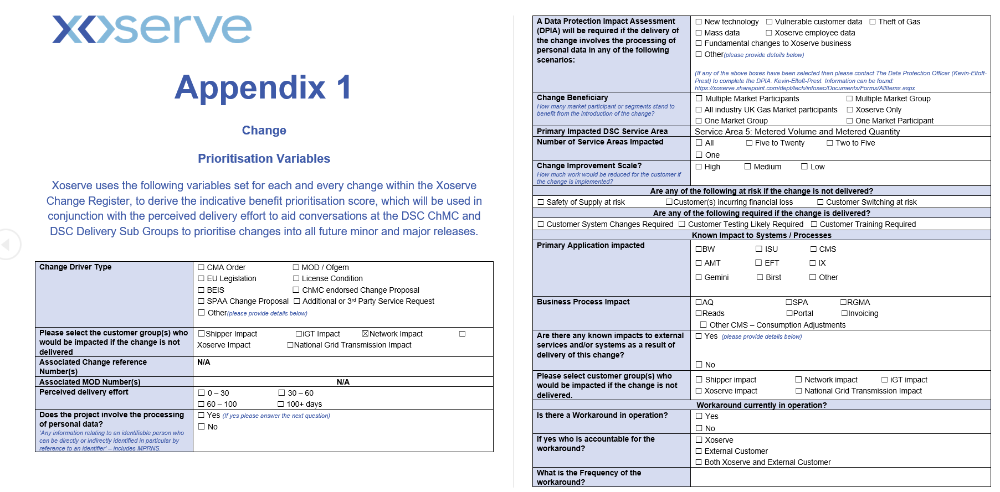 xoserve
Appendix 1
Change
Prioritisation Variables
Xoserve uses the following variables set for each and every change within the Xoserve
Change Register, to derive the indicative benefit prioritisation score, which will be used in
conjunction with the perceived delivery effort to aid conversations at the DSC ChMC and
DSC Delivery Sub Groups to prioritise changes into all future minor and major releases.
Change Driver Type
☐ CMA Order ☐ MOD / Ofgem
☐ EU Legislation ☐ License Condition
☐ BEIS ☐ ChMC endorsed Change Proposal
☐ SPAA Change Proposal ☐ Additional or 3rd Party Service Request
☐ Other(please provide details below)
Please select the customer group(s) who
would be impacted if the change is not
delivered
☐Shipper Impact ☐iGT Impact ☒Network Impact ☐
Xoserve Impact ☐National Grid Transmission Impact
Associated Change reference
Number(s)
N/A
Associated MOD Number(s)
N/A
Perceived delivery effort
☐ 0 – 30 ☐ 30 – 60
☐ 60 – 100 ☐ 100+ days
Does the project involve the processing
of personal data?
‘Any information relating to an identifiable person who
can be directly or indirectly identified in particular by
reference to an identifier’ – includes MPRNS.
☐ Yes (If yes please answer the next question)
☐ No
A Data Protection Impact Assessment
(DPIA) will be required if the delivery of
the change involves the processing of
personal data in any of the following
scenarios:
☐ New technology ☐ Vulnerable customer data ☐ Theft of Gas
☐ Mass data ☐ Xoserve employee data
☐ Fundamental changes to Xoserve business
☐ Other(please provide details below)
(If any of the above boxes have been selected then please contact The Data Protection Officer (Kevin-Eltoft-
Prest) to complete the DPIA. Kevin-Eltoft-Prest. Information can be found:
https://xoserve.sharepoint.com/dept/tech/infosec/Documents/Forms/AllItems.aspx
Change Beneficiary
How many market participant or segments stand to
benefit from the introduction of the change?
☐ Multiple Market Participants ☐ Multiple Market Group
☐ All industry UK Gas Market participants ☐ Xoserve Only
☐ One Market Group ☐ One Market Participant
Primary Impacted DSC Service Area
Service Area 5: Metered Volume and Metered Quantity
Number of Service Areas Impacted
☐ All ☐ Five to Twenty ☐ Two to Five
☐ One
Change Improvement Scale?
How much work would be reduced for the customer if
the change is implemented?
☐ High ☐ Medium ☐ Low
Are any of the following at risk if the change is not delivered?
☐ Safety of Supply at risk ☐Customer(s) incurring financial loss ☐ Customer Switching at risk
Are any of the following required if the change is delivered?
☐ Customer System Changes Required ☐ Customer Testing Likely Required ☐ Customer Training Required
Known Impact to Systems / Processes
Primary Application impacted
☐BW ☐ ISU ☐ CMS
☐ AMT ☐ EFT ☐ IX
☐ Gemini ☐ Birst ☐ Other
Business Process Impact
☐AQ ☐SPA ☐RGMA
☐Reads ☐Portal ☐Invoicing
☐ Other CMS – Consumption Adjustments
Are there any known impacts to external
services and/or systems as a result of
delivery of this change?
☐ Yes (please provide details below)
☐ No
Please select customer group(s) who
would be impacted if the change is not
delivered.
☐ Shipper impact ☐ Network impact ☐ iGT impact
☐ Xoserve impact ☐ National Grid Transmission Impact
Workaround currently in operation?
Is there a Workaround in operation?
☐ Yes
☐ No
If yes who is accountable for the
workaround?
☐ Xoserve
☐ External Customer
☐ Both Xoserve and External Customer
What is the Frequency of the
workaround?